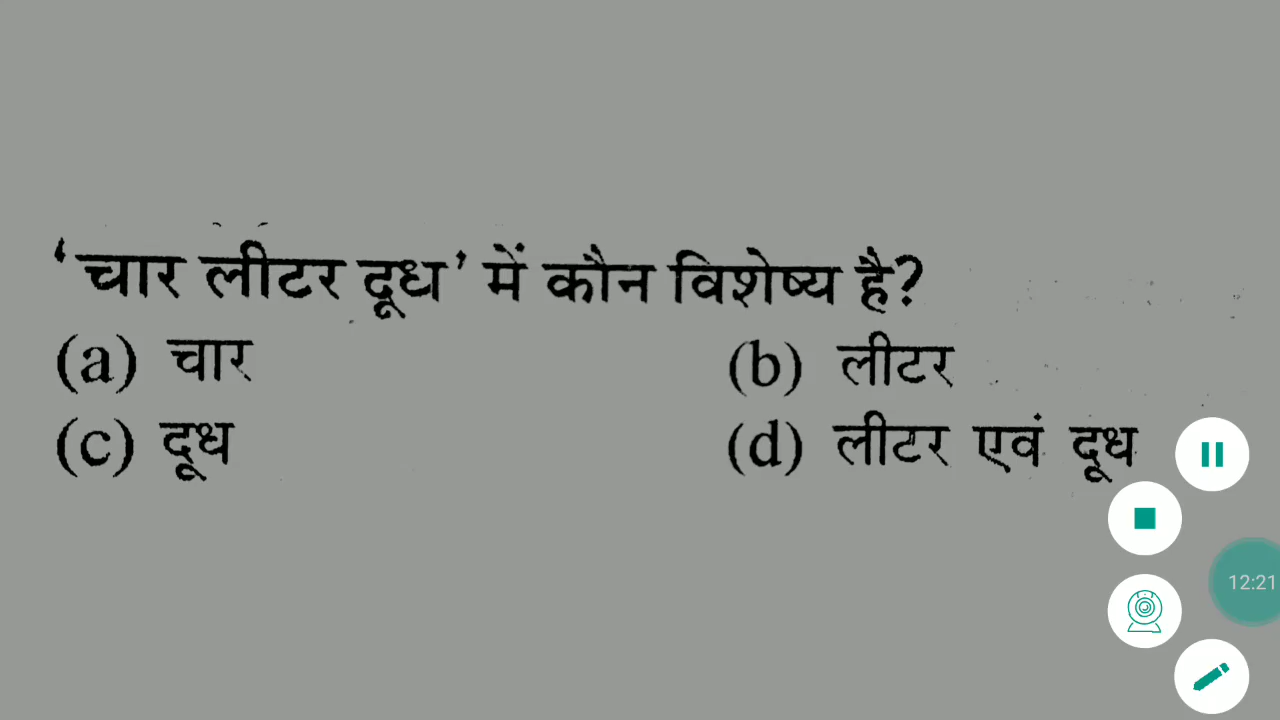 'चार लीटर दूध' में कौन विशेष्य है?
(a) चार (b) लीटर
(c) दूध (d) लीटर एवं दूध
12:21